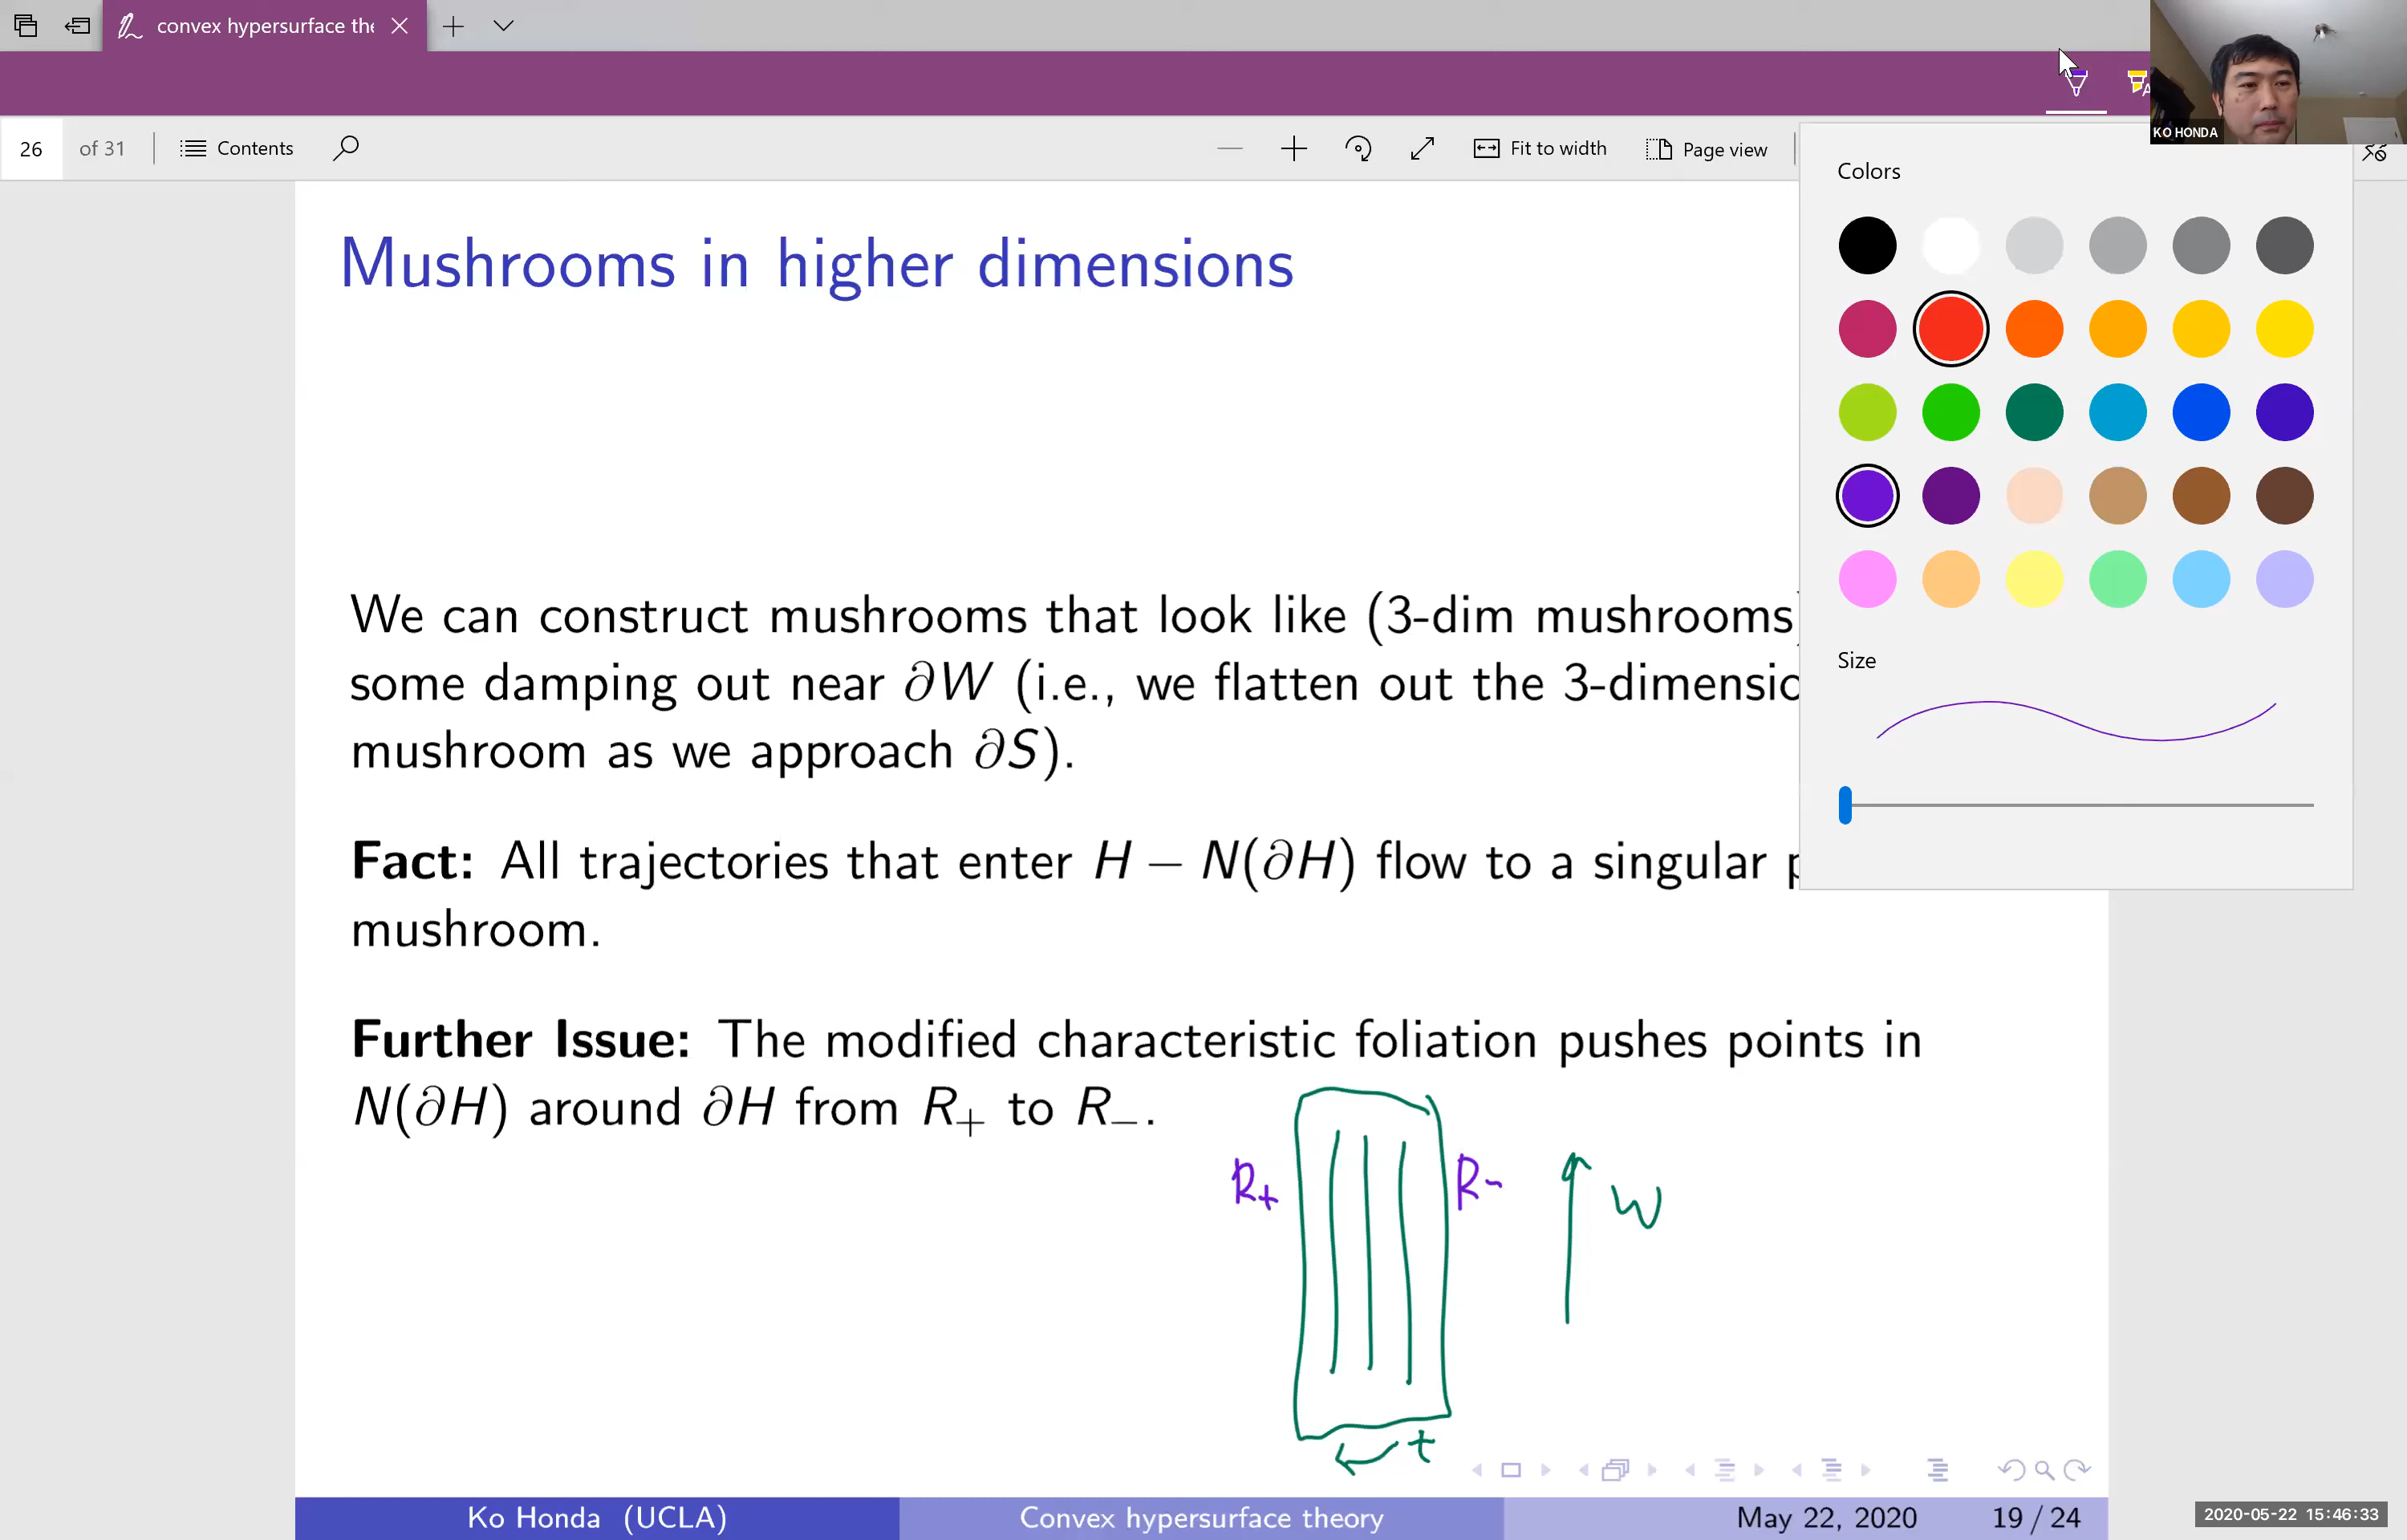 convex hypersurface the
KO HONDA
26 of 31 Contents Fit to width Page view
Colors
Size
Mushrooms in higher dimensions
We can construct mushrooms that look like (3-dim mushrooms)
some damping out near ∂W (i.e., we flatten out the 3-dimensio
mushroom as we approach ∂S).
Fact: All trajectories that enter H − N(∂H) flow to a singular p
mushroom.
Further Issue: The modified characteristic foliation pushes points in
N(∂H) around ∂H from R₊ to R₋.
R+ R- W
t
Ko Honda (UCLA) Convex hypersurface theory May 22, 2020 19 / 24
2020-05-22 15:46:33